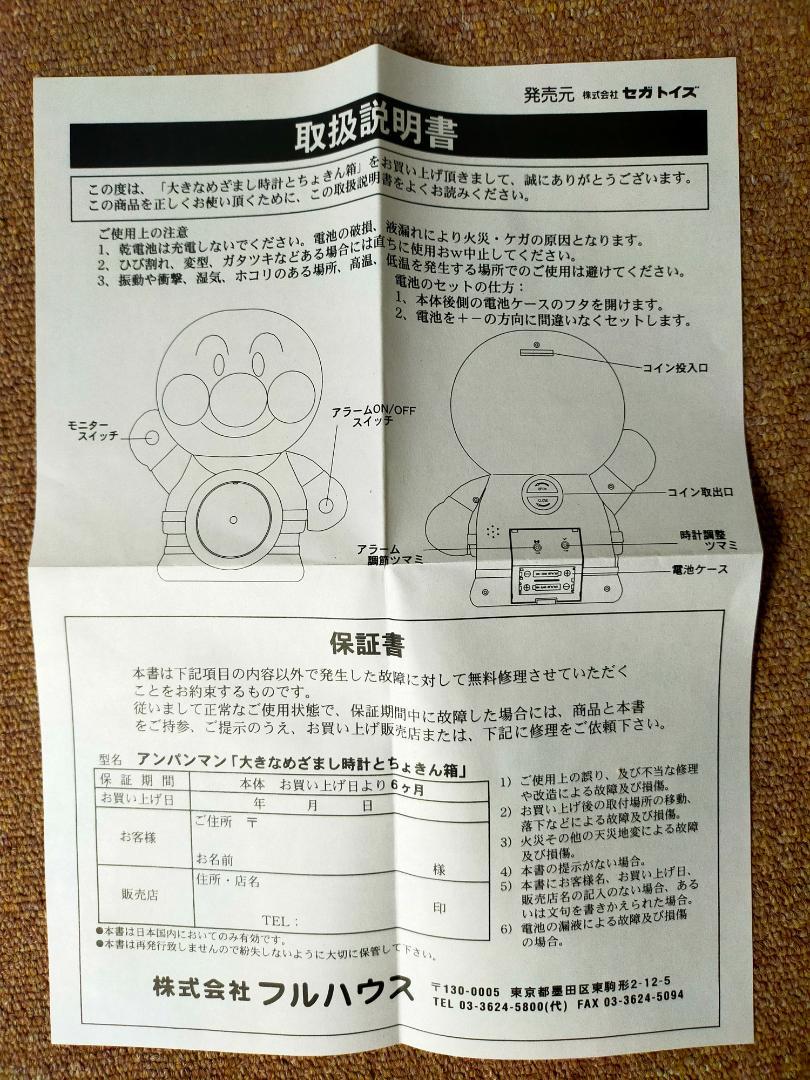 発売元 株式会社 セガトイズ
取扱説明書
この度は、「大きなめざまし時計とちょきん箱」をお買い上げ頂きまして、誠にありがとうございます。
この商品を正しくお使い頂くために、この取扱説明書をよくお読みください。
ご使用上の注意
1、乾電池は充電しないでください。電池の破損、液漏れにより火災・ケガの原因となります。
2、ひび割れ、変型、ガタツキなどある場合には直ちに使用おw中止してください。
3、振動や衝撃、湿気、ホコリのある場所、高温、低温を発生する場所でのご使用は避けてください。
電池のセットの仕方：
1、本体後側の電池ケースのフタを開けます。
2、電池を＋－の方向に間違いなくセットします。
モニター
スイッチ
アラームON/OFF
スイッチ
コイン投入口
コイン取出口
OPEN
CLOSE
アラーム
調節ツマミ
時計調整
ツマミ
電池ケース
保証書
本書は下記項目の内容以外で発生した故障に対して無料修理させていただく
ことをお約束するものです。
従いまして正常なご使用状態で、保証期間中に故障した場合には、商品と本書
をご持参、ご提示のうえ、お買い上げ販売店または、下記に修理をご依頼下さい。
型名 アンパンマン「大きなめざまし時計とちょきん箱」
保証期間 本体 お買い上げ日より6ヶ月
お買い上げ日 年 月 日
お客様 ご住所 〒
お名前 様
販売店 住所・店名
印
TEL：
●本書は日本国内においてのみ有効です。
●本書は再発行致しませんので紛失しないように大切に保管して下さい。
1) ご使用上の誤り、及び不当な修理
や改造による故障及び損傷。
2) お買い上げ後の取付場所の移動、
落下などによる故障及び損傷。
3) 火災その他の天災地変による故障
及び損傷。
4) 本書の提示がない場合。
5) 本書にお客様名、お買い上げ日、
販売店名の記入のない場合、ある
いは文句を書きかえられた場合。
6) 電池の漏液による故障及び損傷
の場合。
株式会社 フルハウス
〒130-0005 東京都墨田区東駒形2-12-5
TEL 03-3624-5800(代) FAX 03-3624-5094